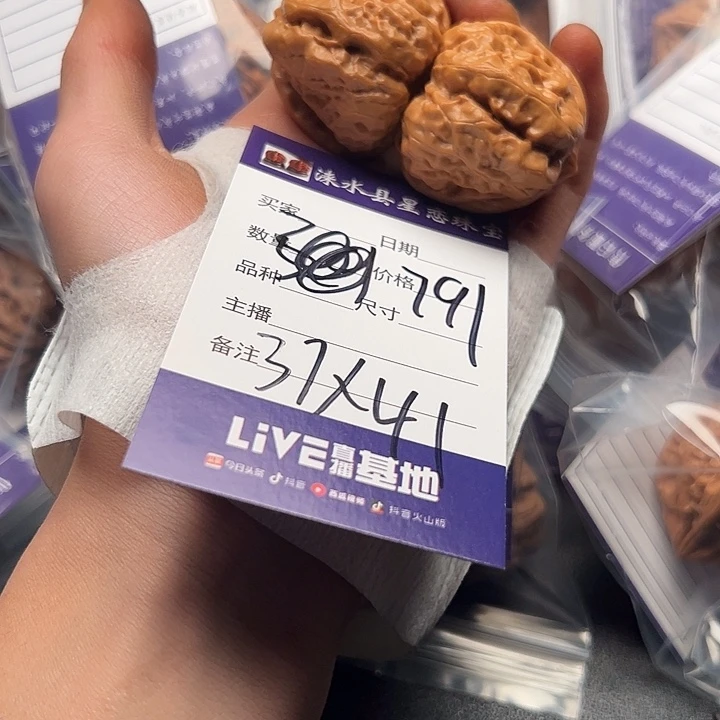 涞水县星恋珠宝
买家 日期
数量 价格
791
品种 尺寸
主播
备注 37X41
LiVE直播基地
今日头条 抖音 西瓜视频 抖音火山版